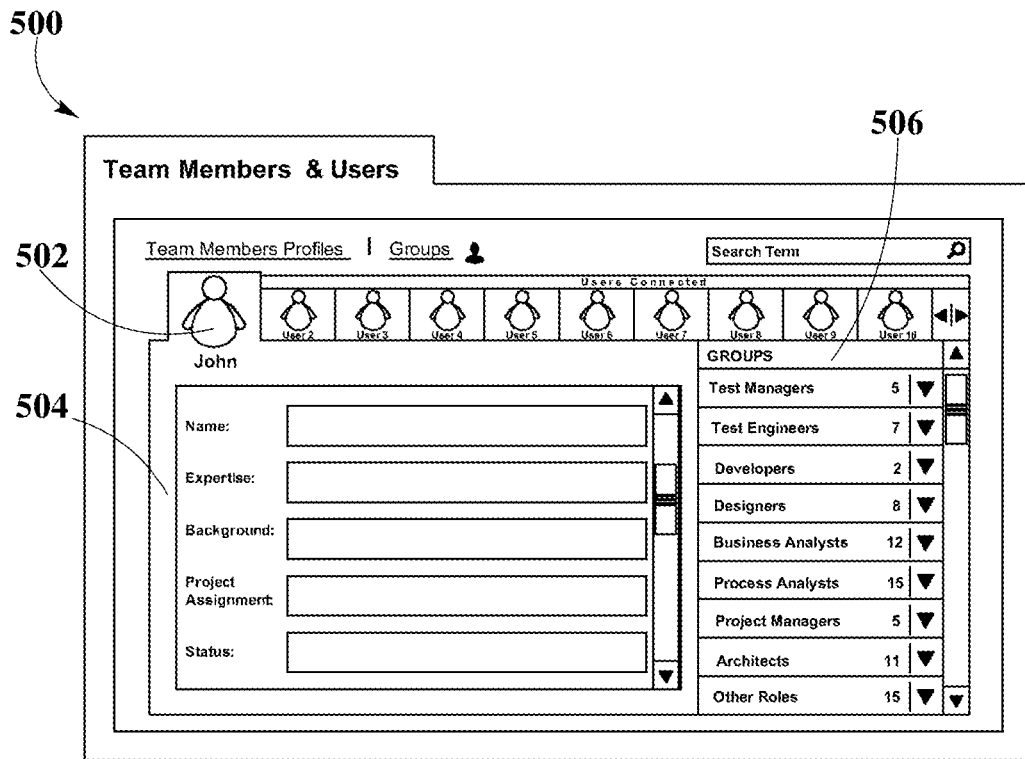 500
506
Team Members & Users
502
Team Members Profiles | Groups
Search Term
Users Connected
John
User 2
User 3
User 4
User 5
User 6
User 7
User 8
User 9
User 10
504
GROUPS
Test Managers 5
Test Engineers 7
Developers 2
Designers 8
Business Analysts 12
Process Analysts 15
Project Managers 5
Architects 11
Other Roles 15
Name:
Expertise:
Background:
Project
Assignment:
Status: